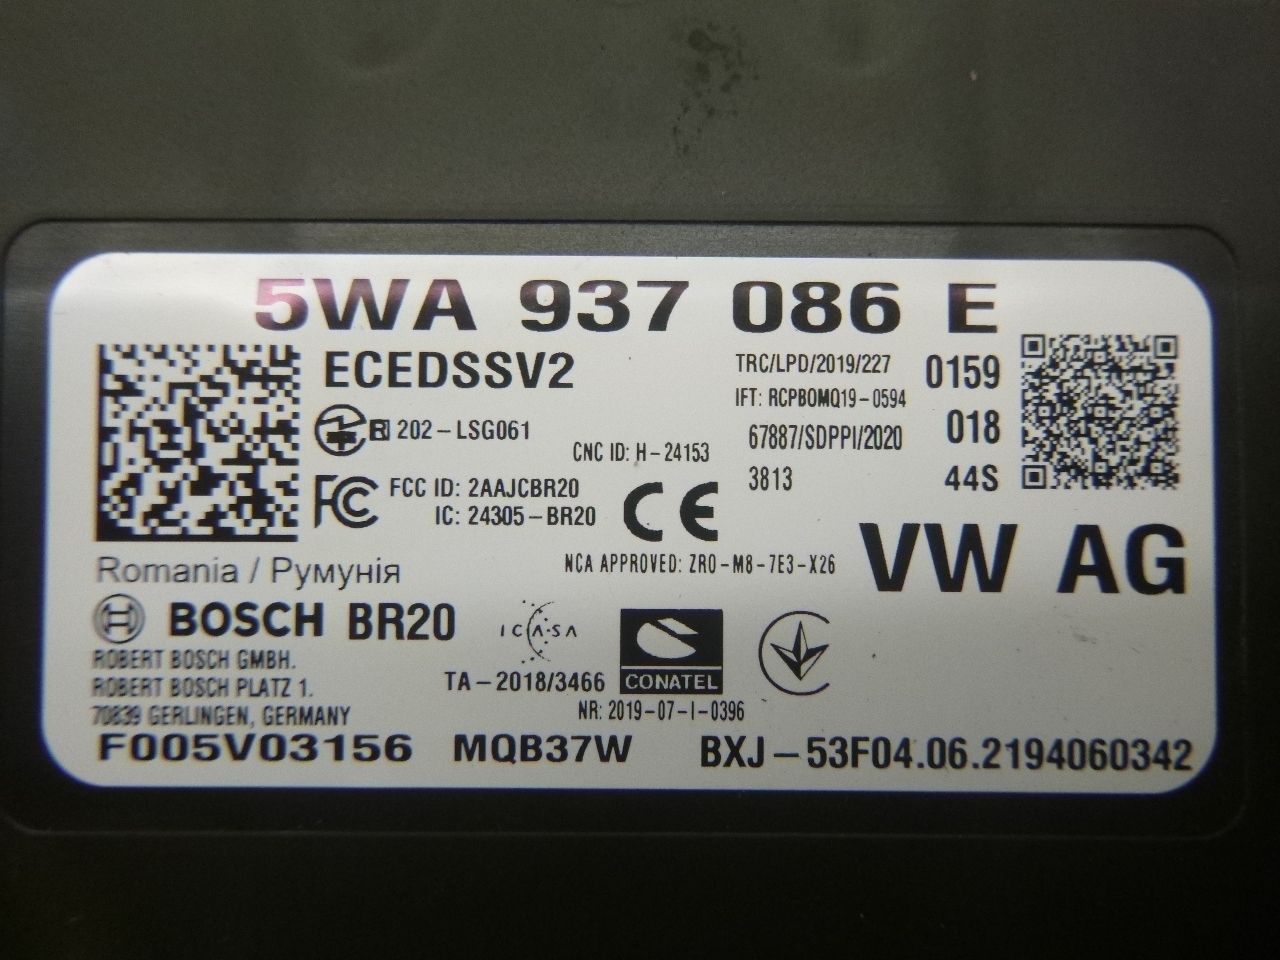 5WA 937 086 E
ECEDSSV2
TRC/LPD/2019/227
0159
IFT: RCPBOMQ19-0594
R 202-LSG061
67887/SDPPI/2020
018
CNC ID: H-24153
3813
44S
FC
FCC ID: 2AAJCBR20
IC: 24305-BR20
CE
NCA APPROVED: ZRO-M8-7E3-X26
VW AG
Romania / Румунія
BOSCH BR20
ICASA
CONATEL
ROBERT BOSCH GMBH.
ROBERT BOSCH PLATZ 1.
TA-2018/3466
70839 GERLINGEN, GERMANY
NR: 2019-07-I-0396
F005V03156
MQB37W
BXJ-53F04.06.2194060342